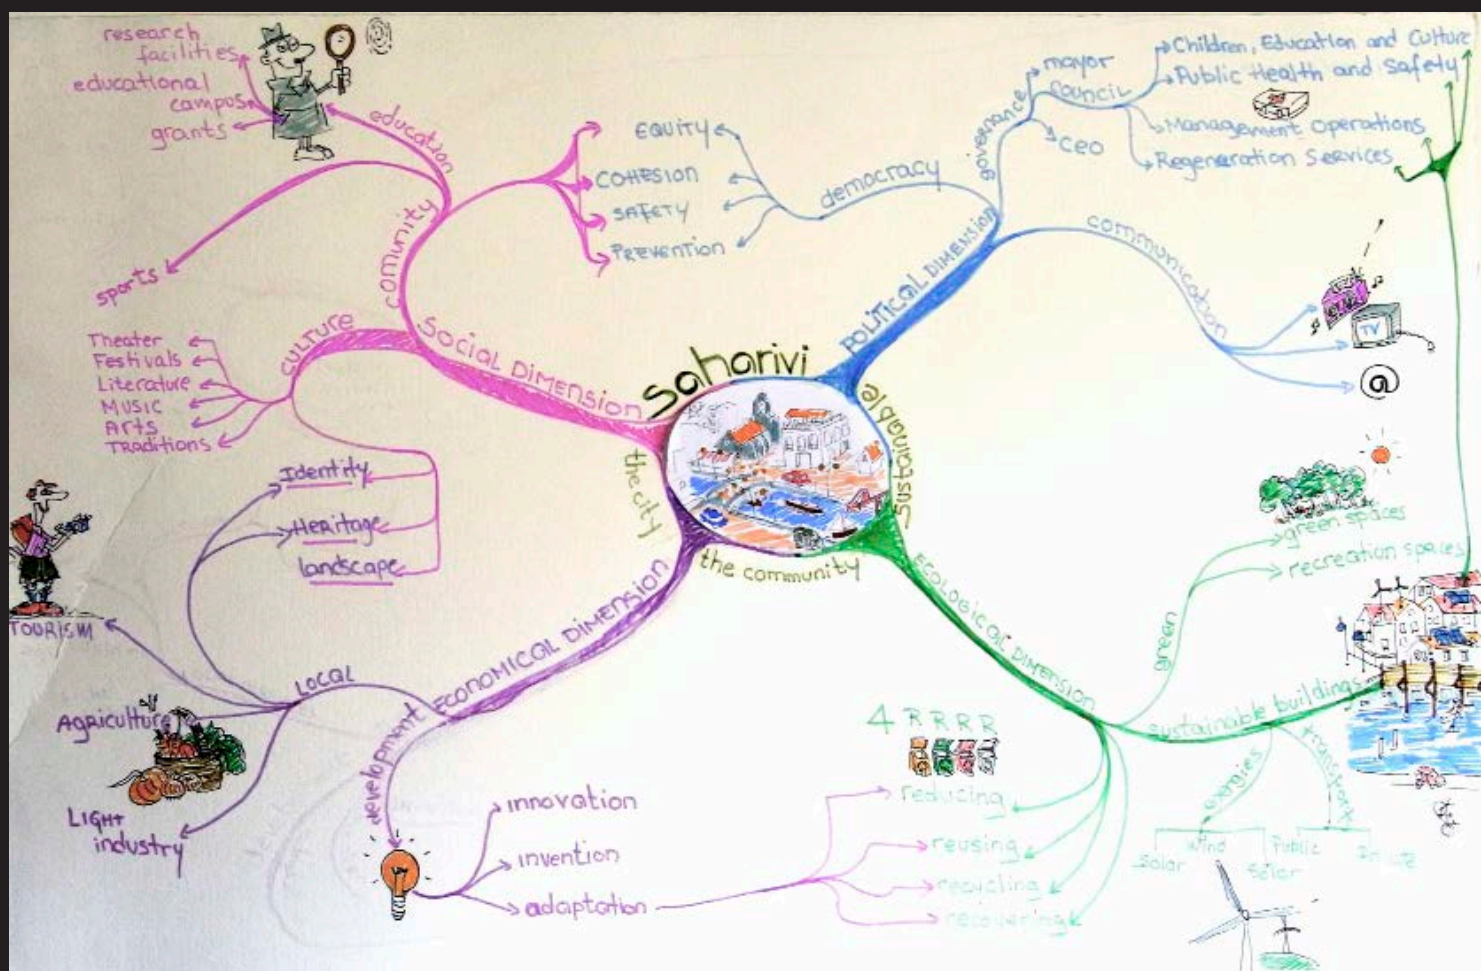 saharivi
the city
the community
sustainable
SOCIAL DIMENSION
comunity
education
research
facilities
educational
campus
grants
sports
CULTURE
Theater
Festivals
Literature
MUSIC
Arts
TRaditions
Identity
Heritage
landscape
EQUITY
COHESION
SAFETY
PREVENTION
POLITICAL DIMENSION
democracy
governance
mayor
council
CEO
Children, Education and Culture
Public Health and Safety
Management Operations
Regeneration Services
communication
TV
@
ECONOMICAL DIMENSION
LOCAL
TOURISM
Agriculture
LIGHT
industry
development
innovation
invention
adaptation
ECOLOGICAL DIMENSION
green
green spaces
recreation spaces
sustainable buildings
energies
transport
Solar
Wind
Public
Solar
4 R R R R
reducing
reusing
recycling
recovering